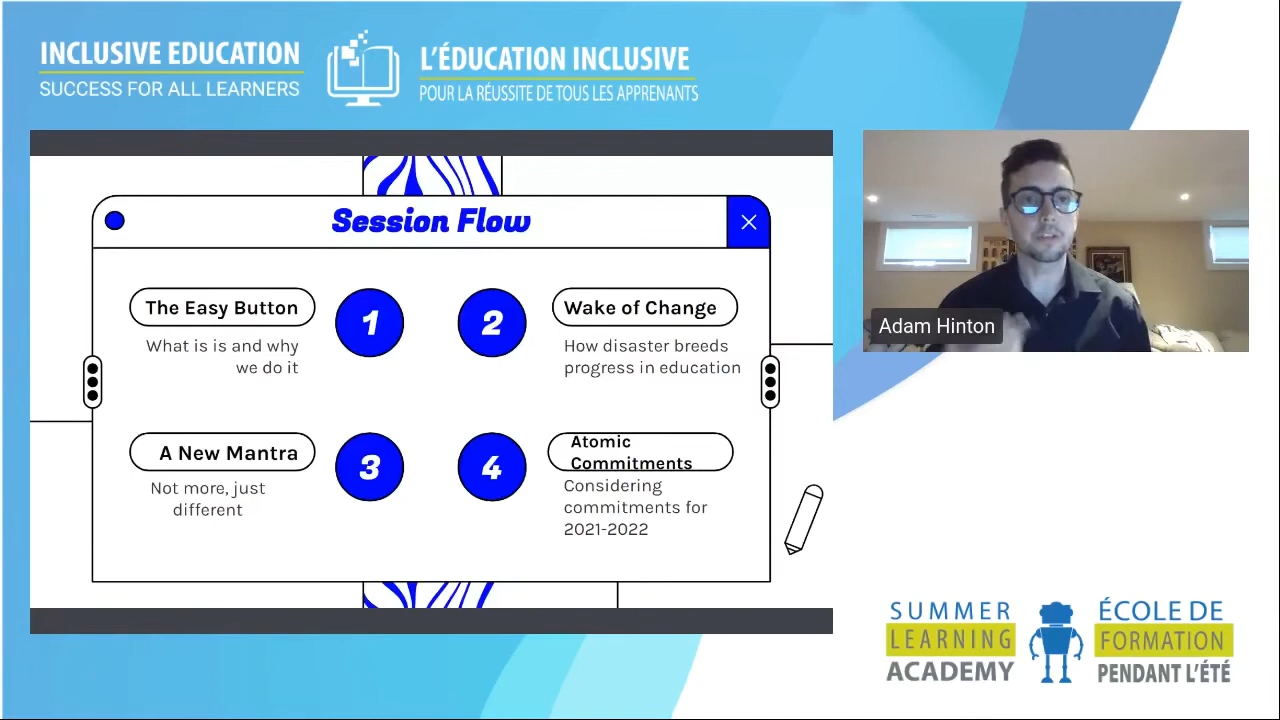 INCLUSIVE EDUCATION
SUCCESS FOR ALL LEARNERS
L'ÉDUCATION INCLUSIVE
POUR LA RÉUSSITE DE TOUS LES APPRENANTS
Session Flow
The Easy Button
1
What is is and why
we do it
2
Wake of Change
How disaster breeds
progress in education
A New Mantra
3
Not more, just
different
4
Atomic
Commitments
Considering
commitments for
2021-2022
Adam Hinton
SUMMER
LEARNING
ACADEMY
ÉCOLE DE
FORMATION
PENDANT L'ÉTÉ